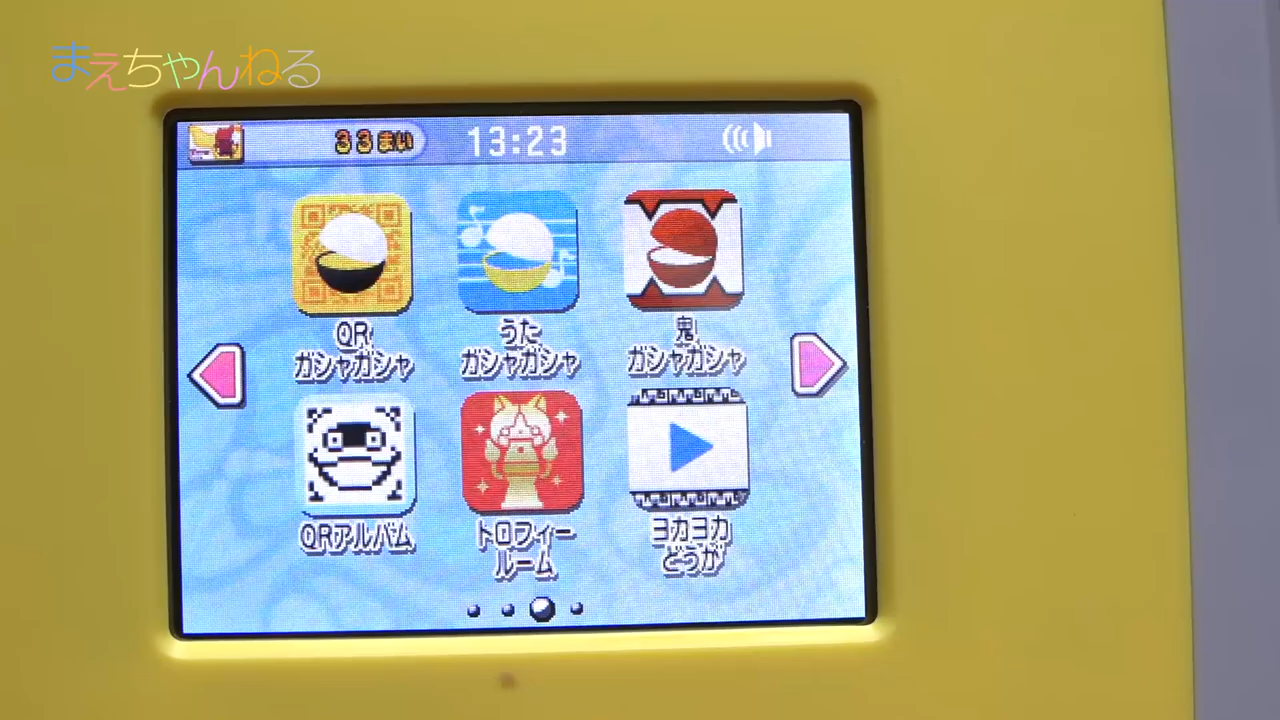 まえちゃんねる
33まい
13:23
QR
ガシャガシャ
うた
ガシャガシャ
鬼
ガシャガシャ
QRアルバム
トロフィー
ルーム
ヨカヨカ
どうが